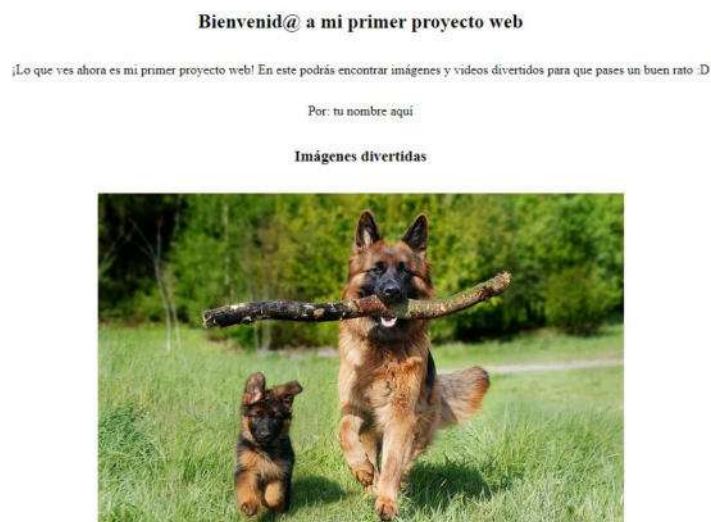 Bienvenid@ a mi primer proyecto web
¡Lo que ves ahora es mi primer proyecto web! En este podrás encontrar imágenes y videos divertidos para que pases un buen rato :D
Por: tu nombre aquí
Imágenes divertidas